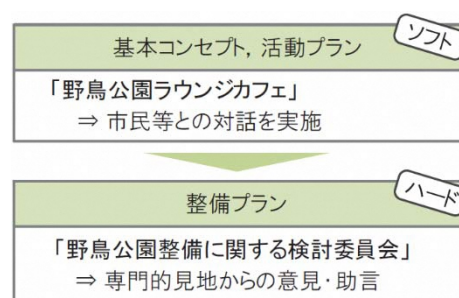 ソフト
基本コンセプト，活動プラン
「野鳥公園ラウンジカフェ」
⇒ 市民等との対話を実施
ハード
整備プラン
「野鳥公園整備に関する検討委員会」
⇒ 専門的見地からの意見・助言